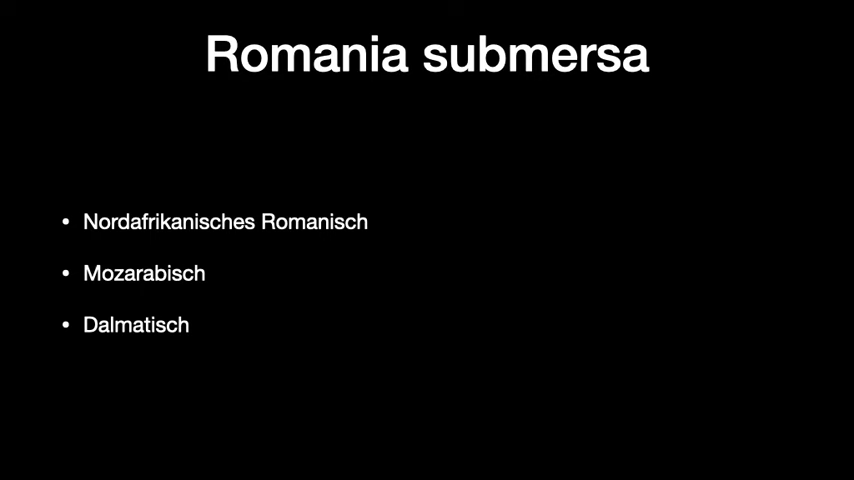 Romania submersa
• Nordafrikanisches Romanisch
• Mozarabisch
• Dalmatisch